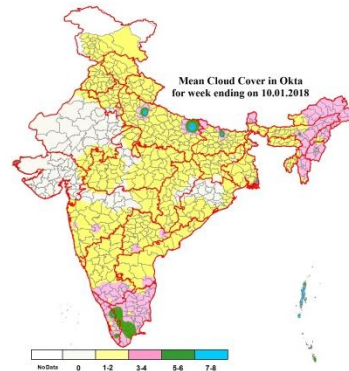 Mean Cloud Cover in Okta
for week ending on 10.01.2018
No Data 0 1-2 3-4 5-6 7-8